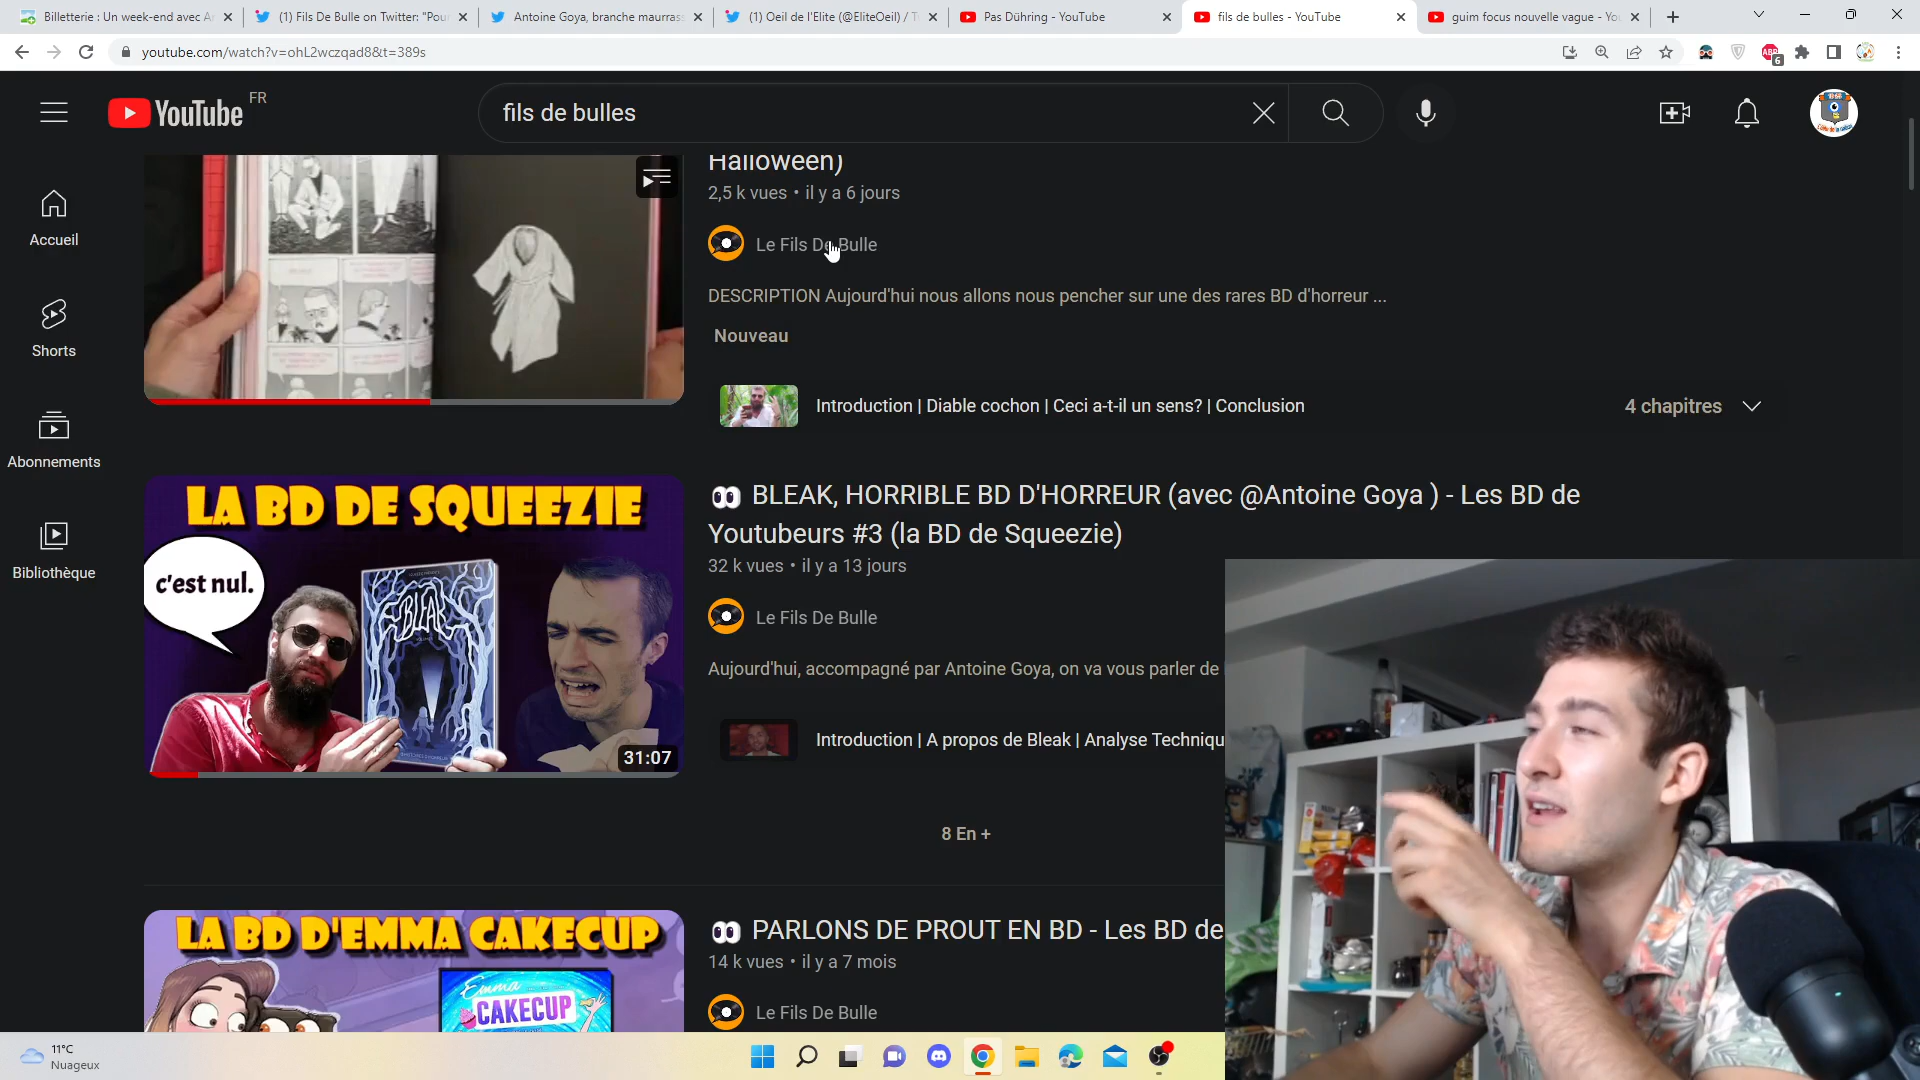 Billetterie : Un week-end avec A
(1) Fils De Bulle on Twitter: "Pou
Antoine Goya, branche maurras
(1) Oeil de l'Elite (@EliteOeil) / T
Pas Dühring - YouTube
fils de bulles - YouTube
guim focus nouvelle vague - Yo
youtube.com/watch?v=ohL2wczqad8&t=389s
6
YouTube FR
fils de bulles
Halloween)
2,5 k vues • il y a 6 jours
Accueil
Le Fils De Bulle
DESCRIPTION Aujourd'hui nous allons nous pencher sur une des rares BD d'horreur ...
Nouveau
Shorts
Introduction | Diable cochon | Ceci a-t-il un sens? | Conclusion
4 chapitres
Abonnements
LA BD DE SQUEEZIE
c'est nul.
BLEAK
31:07
👀 BLEAK, HORRIBLE BD D'HORREUR (avec @Antoine Goya ) - Les BD de
Youtubeurs #3 (la BD de Squeezie)
32 k vues • il y a 13 jours
Bibliothèque
Le Fils De Bulle
Aujourd'hui, accompagné par Antoine Goya, on va vous parler de
Introduction | A propos de Bleak | Analyse Techniqu
8 En +
LA BD D'EMMA CAKECUP
Emma
CAKECUP
👀 PARLONS DE PROUT EN BD - Les BD de
14 k vues • il y a 7 mois
Le Fils De Bulle
11°C
Nuageux